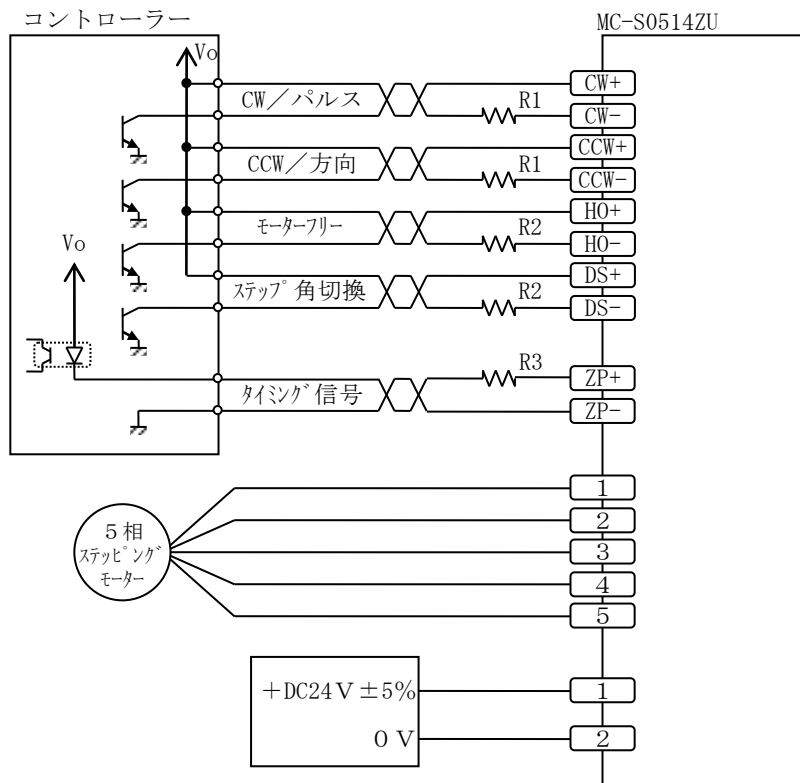 コントローラー
MC-S0514ZU
Vo
CW+
CW／パルス
R1
CW-
CCW+
CCW／方向
R1
CCW-
HO+
モーターフリー
R2
HO-
Vo
DS+
ステップ角切換
R2
DS-
R3
ZP+
タイミング信号
ZP-
1
5相
ステッピング
モーター
2
3
4
5
＋DC24V±5%
1
0V
2